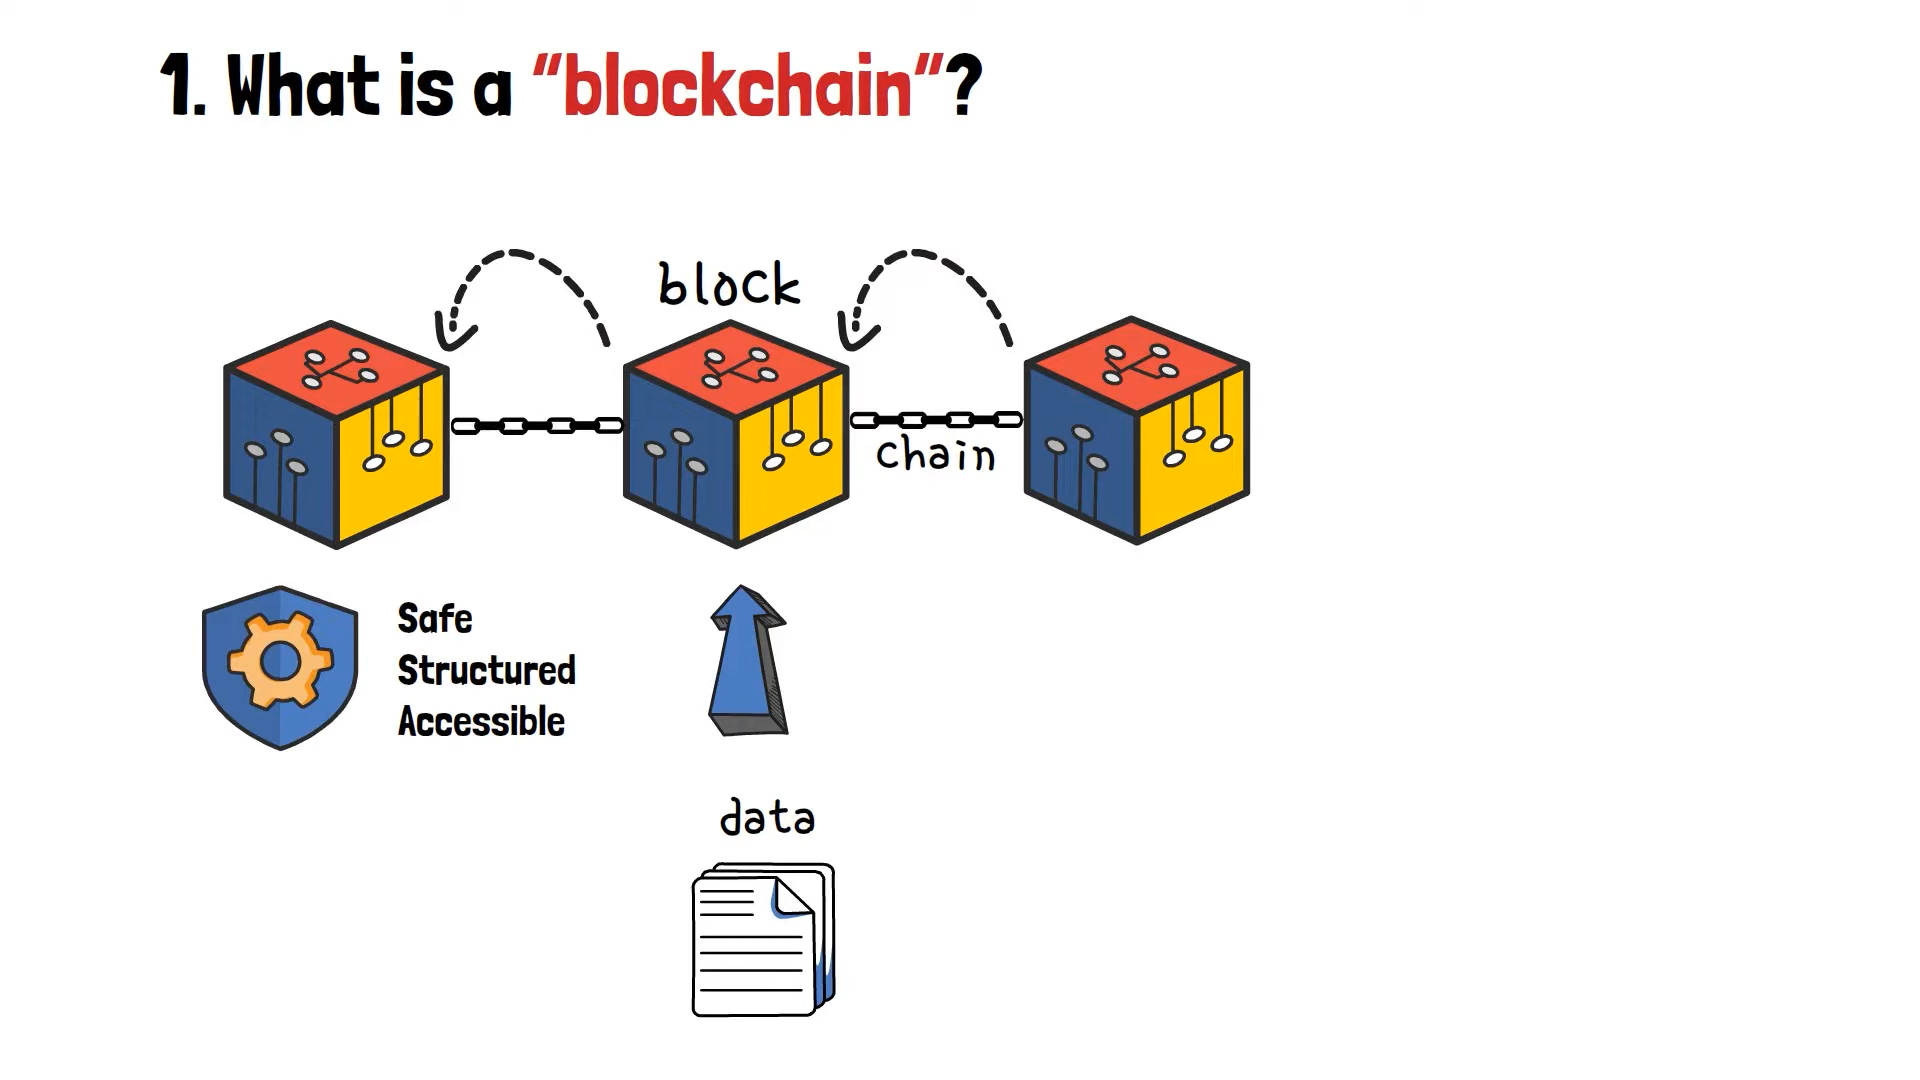 1. What is a “blockchain”?
block
chain
Safe
Structured
Accessible
data